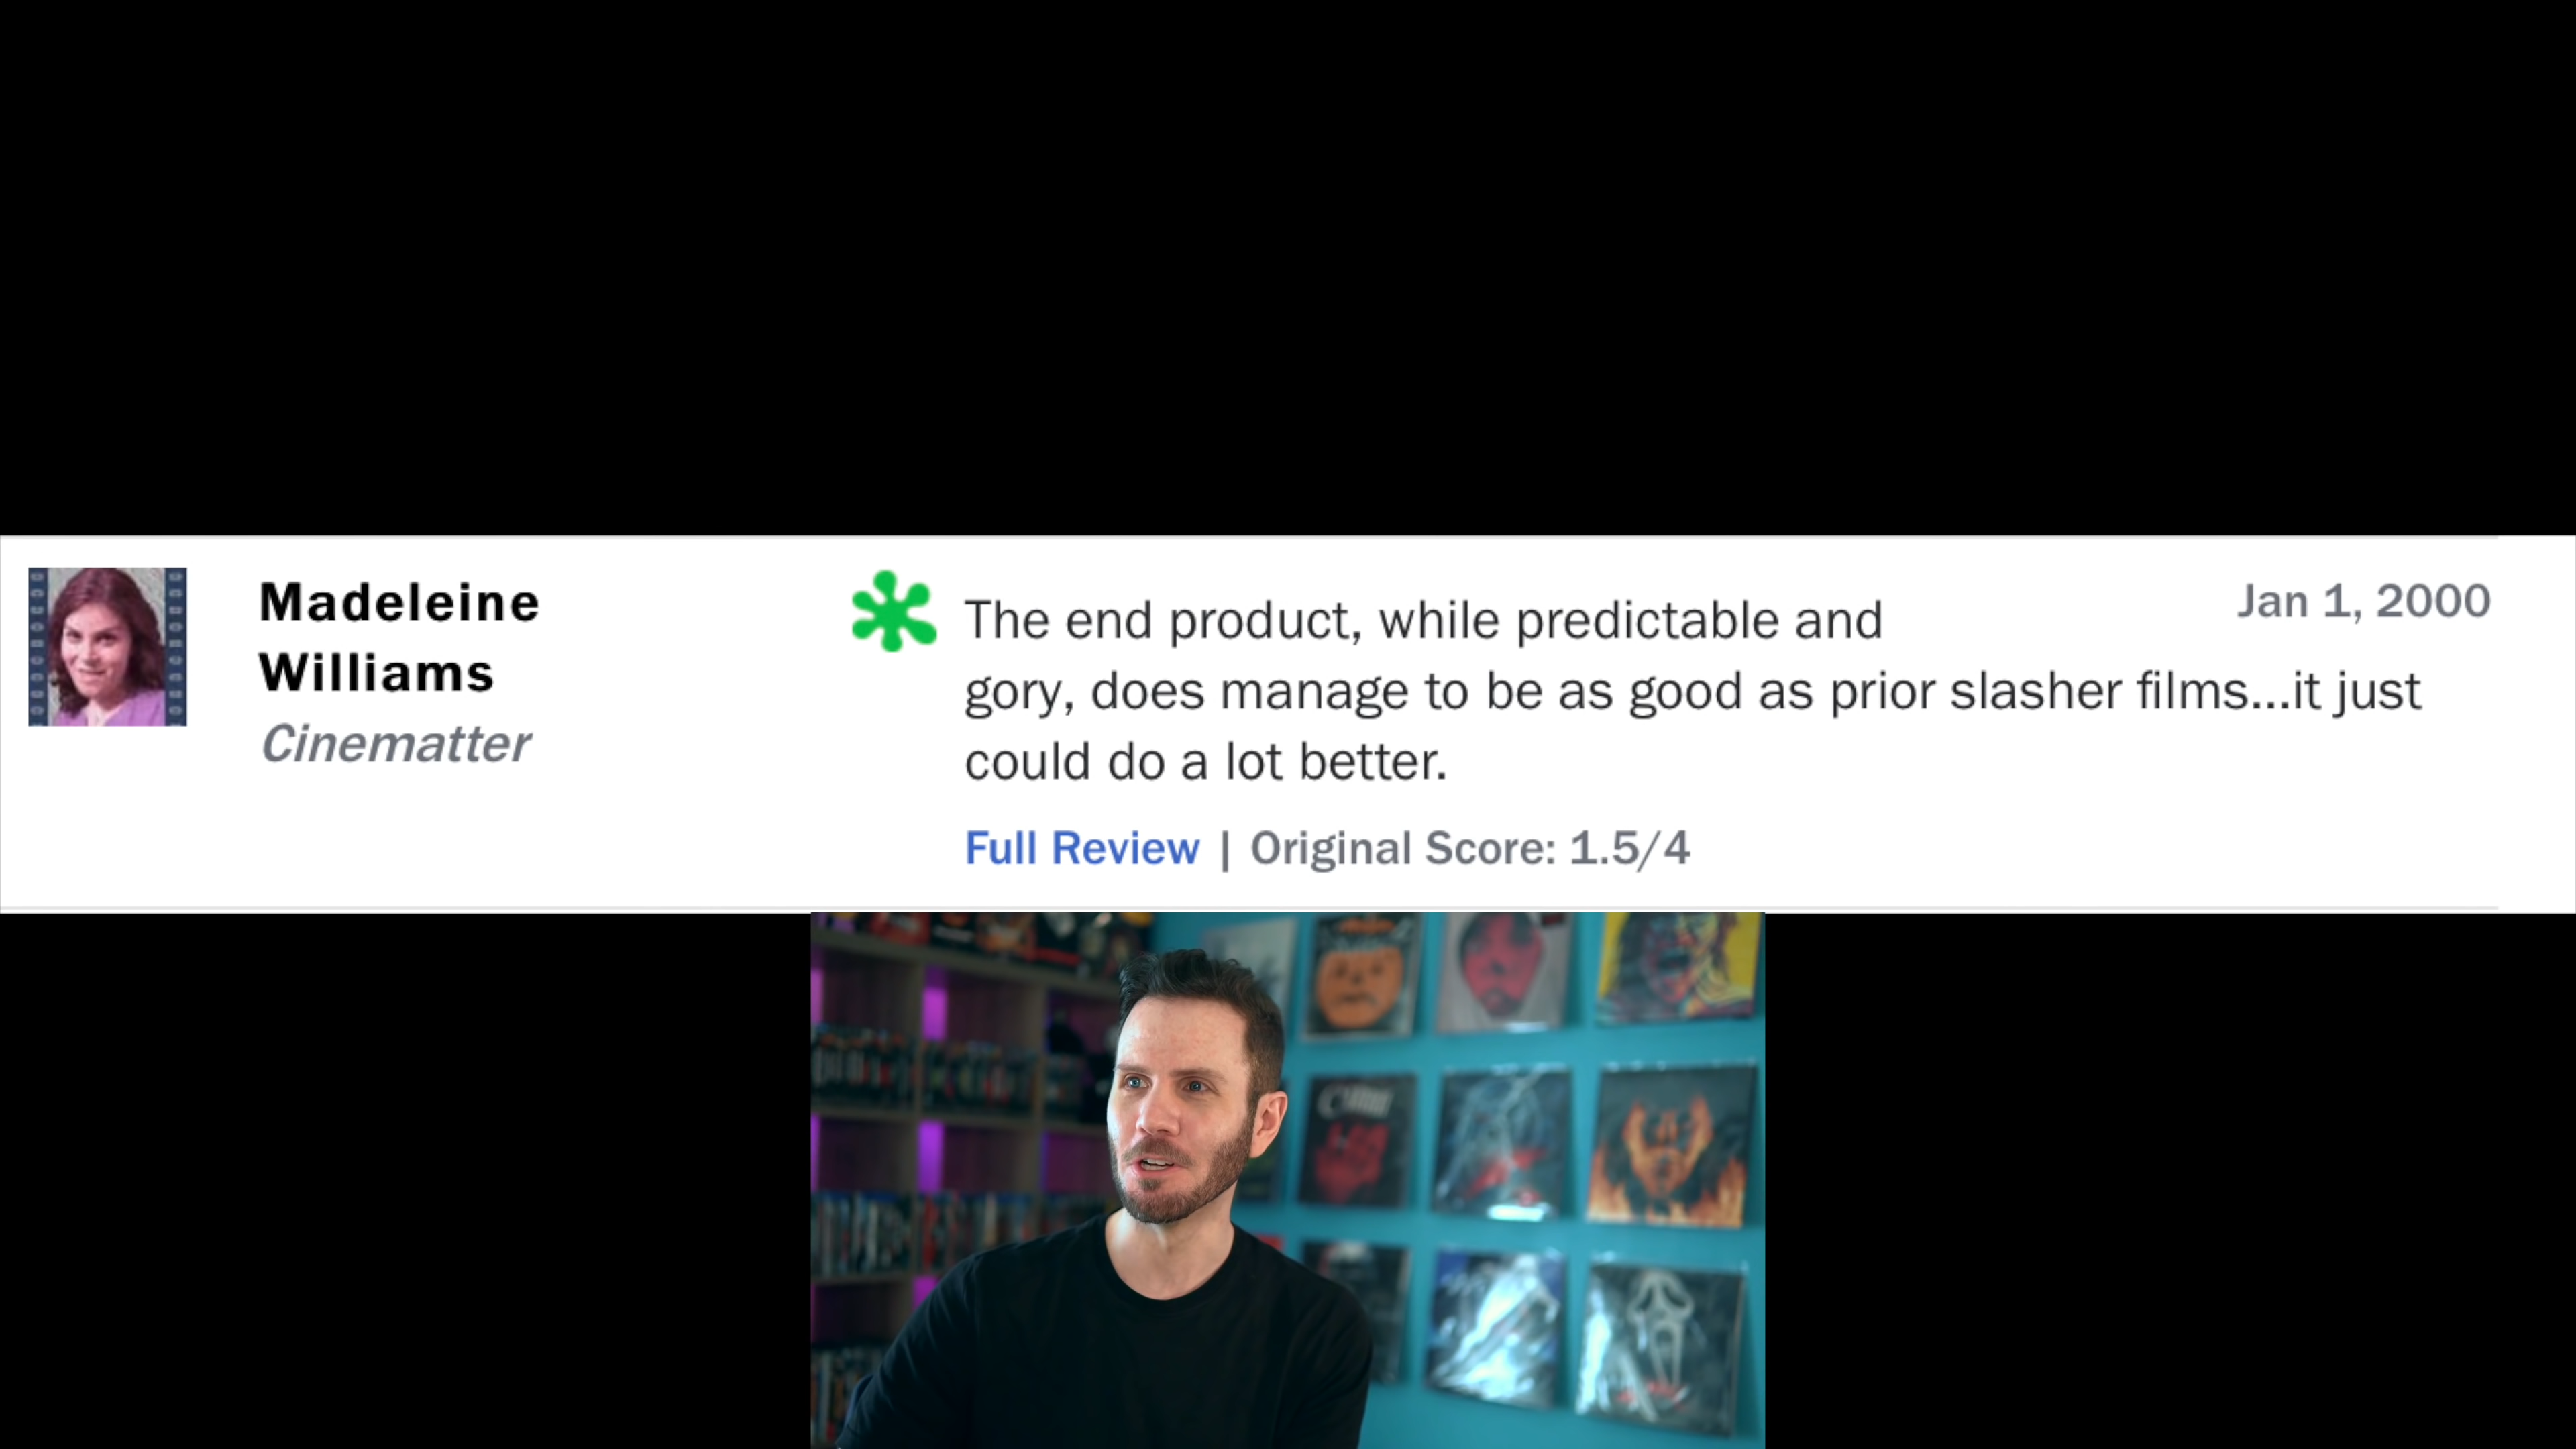 Madeleine
Williams
Cinematter
The end product, while predictable and
gory, does manage to be as good as prior slasher films...it just
could do a lot better.
Jan 1, 2000
Full Review | Original Score: 1.5/4